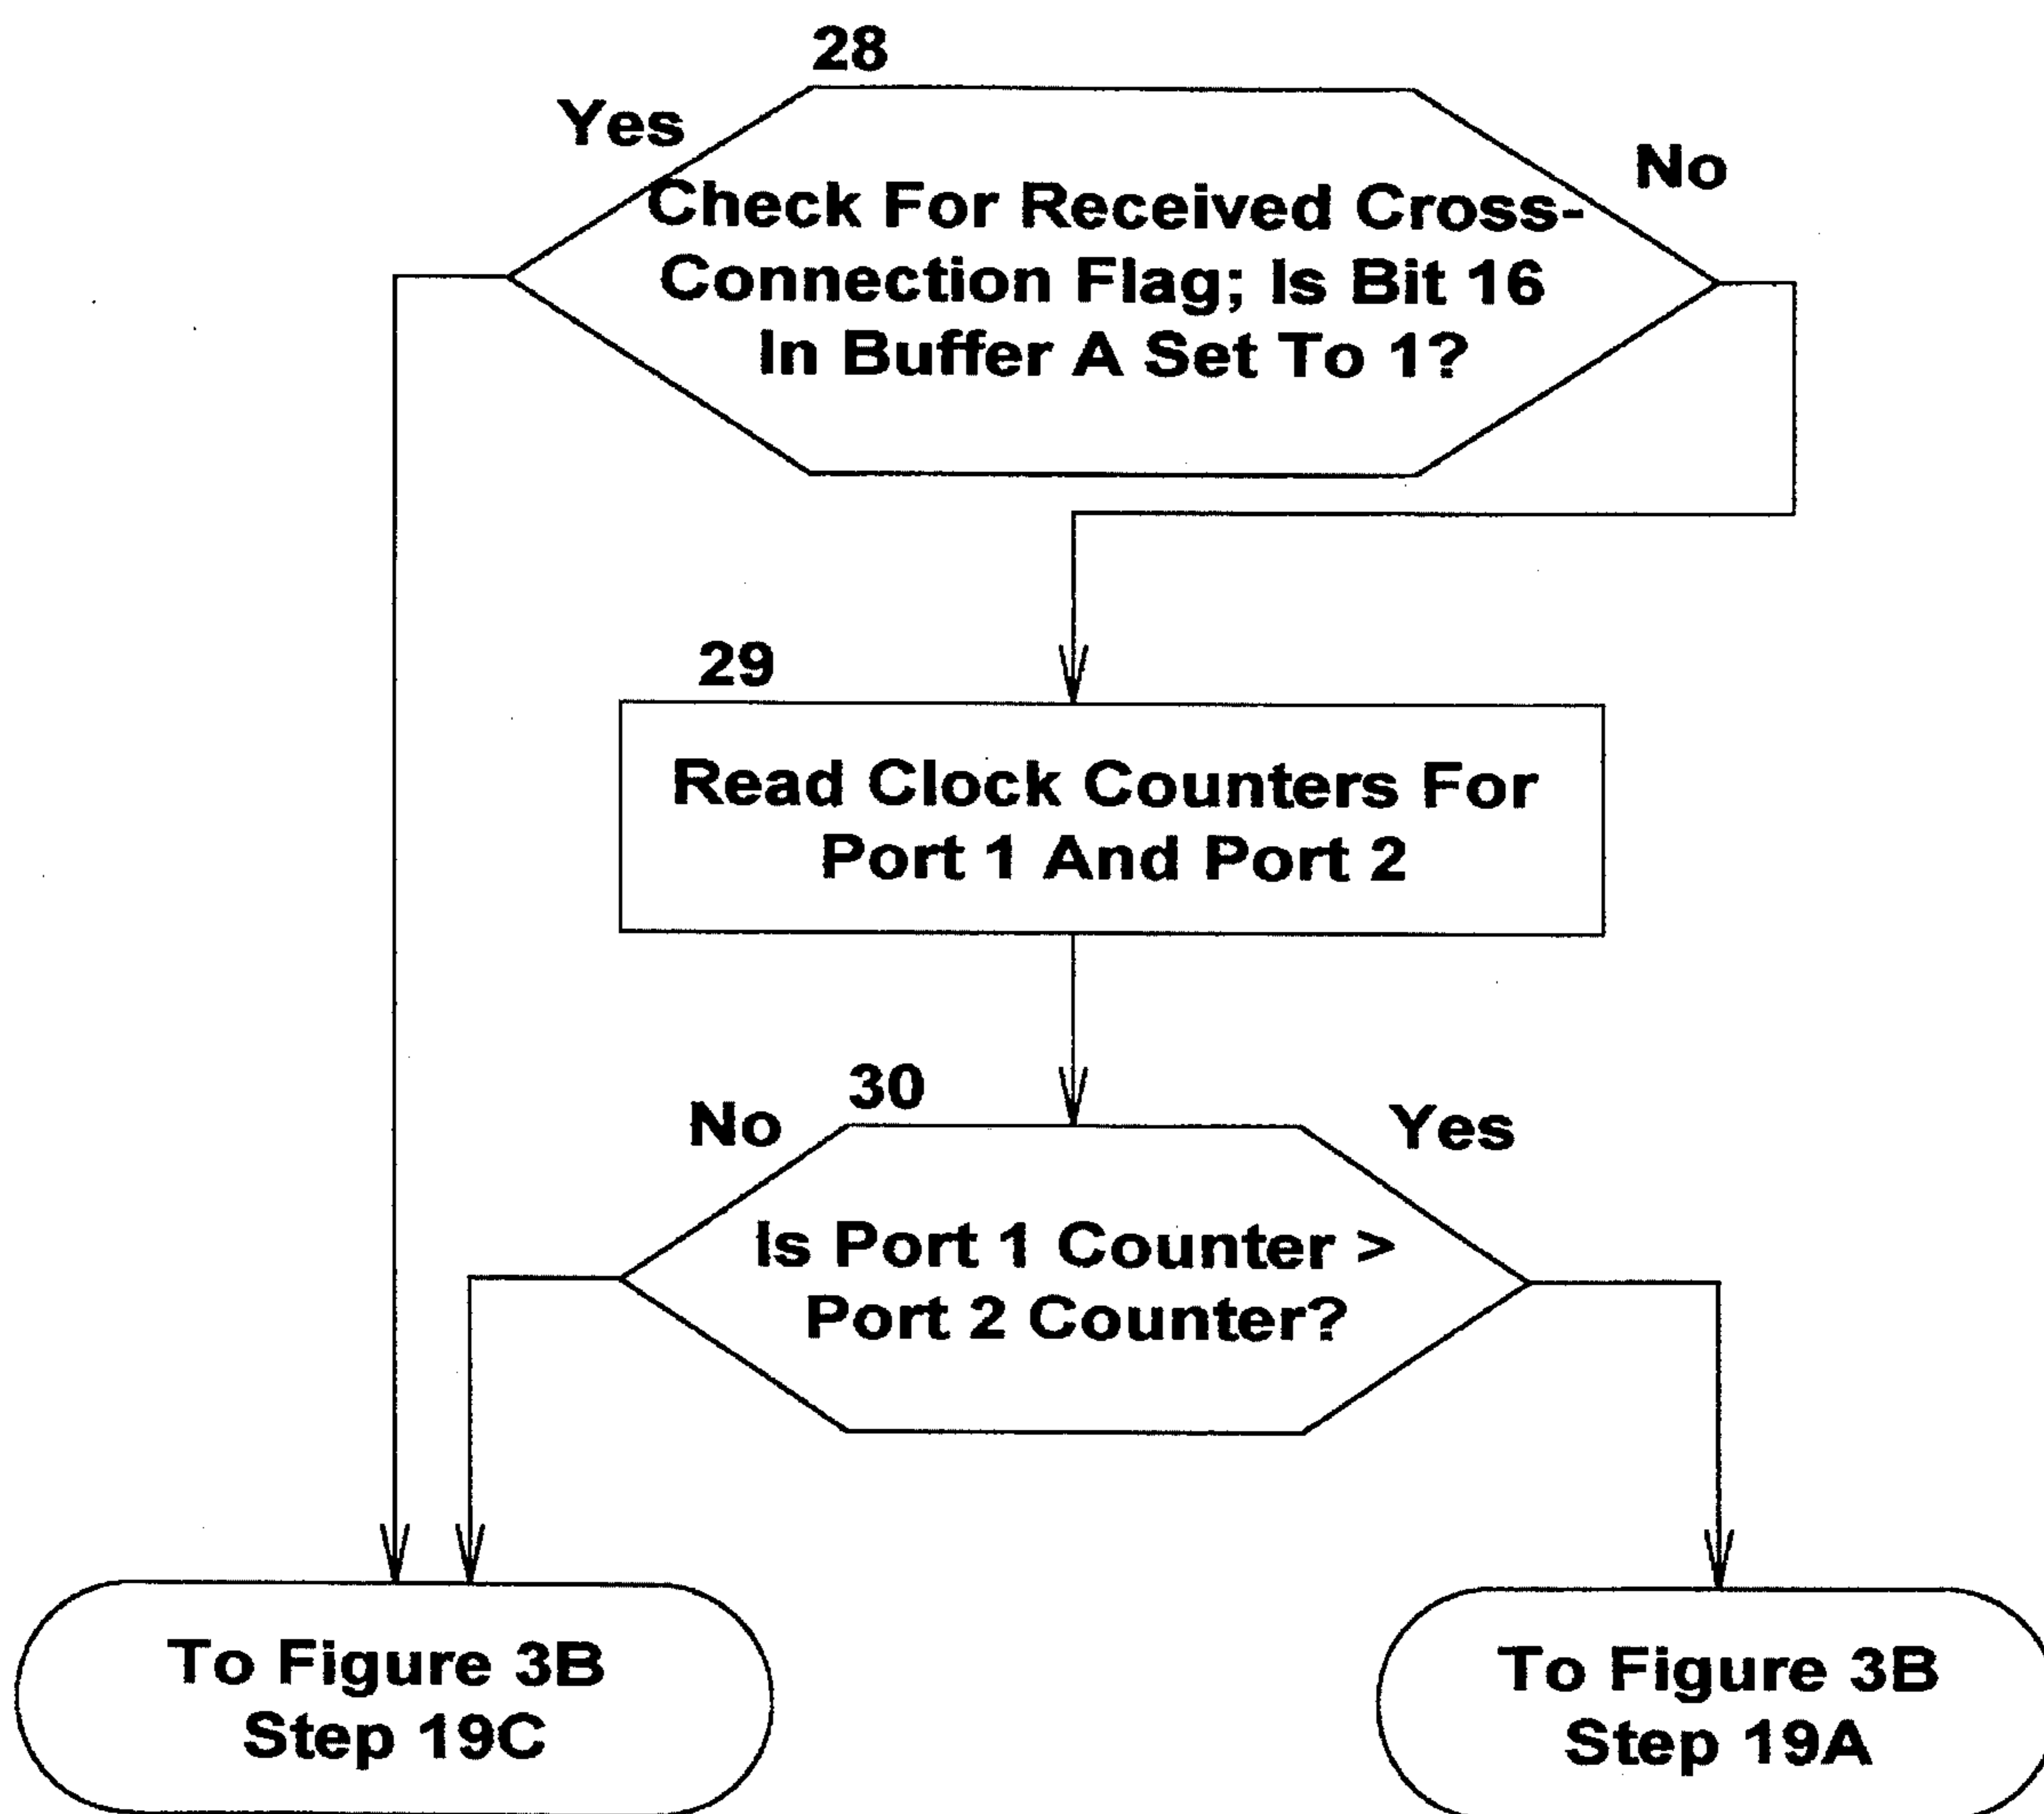 28
Yes
No
Check For Received Cross-
Connection Flag; Is Bit 16
In Buffer A Set To 1?
29
Read Clock Counters For
Port 1 And Port 2
30
No
Yes
Is Port 1 Counter >
Port 2 Counter?
To Figure 3B
Step 19C
To Figure 3B
Step 19A